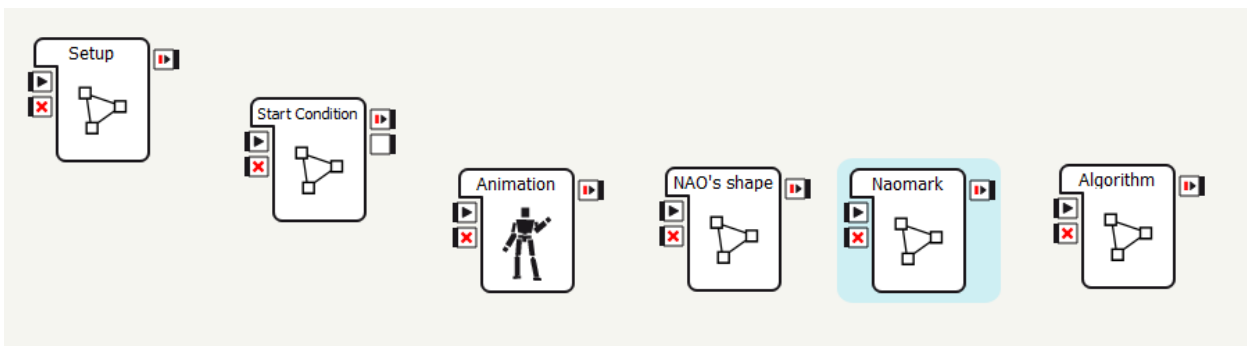 Setup
Start Condition
Animation
NAO's shape
Naomark
Algorithm